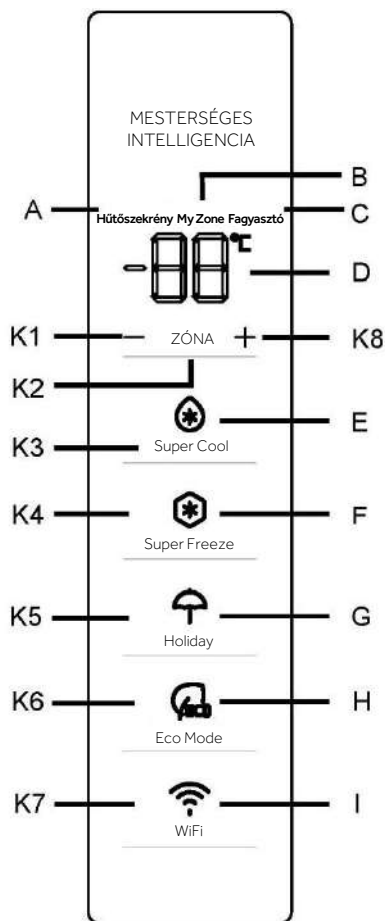 MESTERSÉGES
INTELLIGENCIA
B
A
C
Hűtőszekrény My Zone Fagyasztó
-88°C
D
K1
- ZÓNA +
K8
K2
E
K3
Super Cool
K4
F
Super Freeze
K5
G
Holiday
K6
eco
H
Eco Mode
K7
I
WiFi